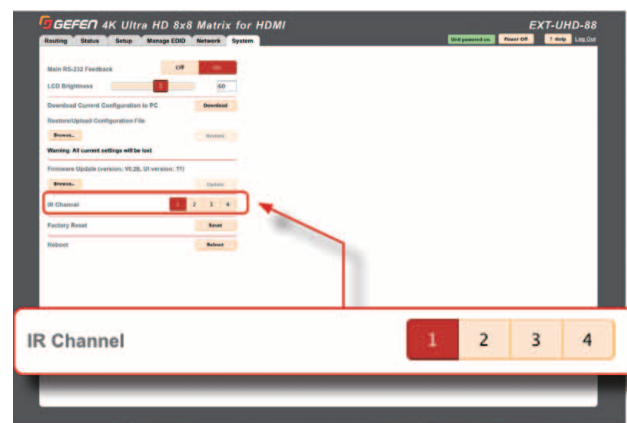 GEFEN 4K Ultra HD 8x8 Matrix for HDMI EXT-UHD-88
Routing Status Setup Manage EDID Network System Unit powered on Power Off ? Help Log Out
Main RS-232 Feedback Off On
LCD Brightness 60
Download Current Configuration to PC Download
Restore/Upload Configuration File
Browse... Restore
Warning: All current settings will be lost
Firmware Update (version: V0.2B, UI version: 11)
Browse... Update
IR Channel 1 2 3 4
Factory Reset Reset
Reboot Reboot
IR Channel 1 2 3 4